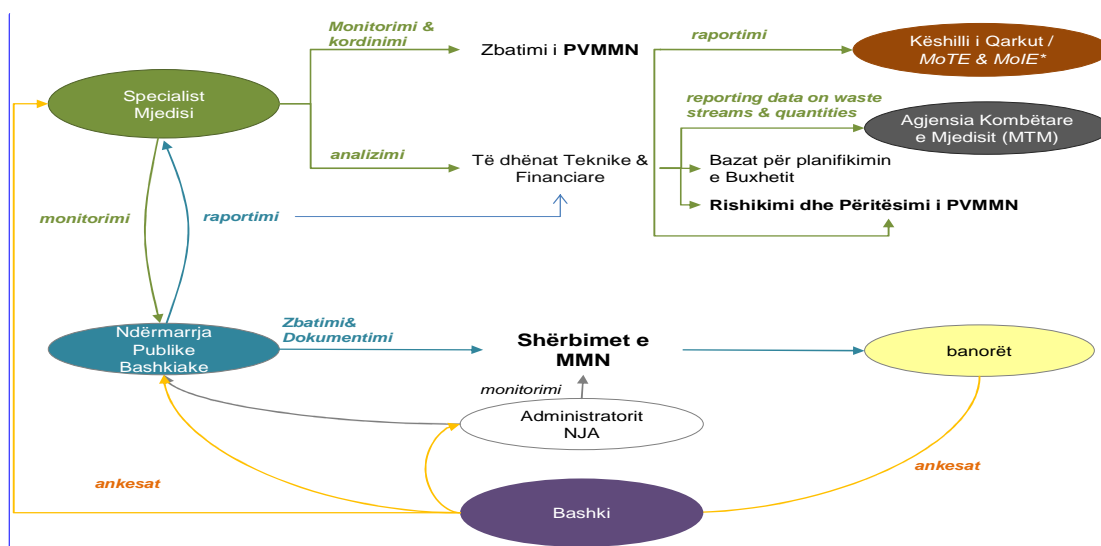 Monitorimi &
kordinimi
Zbatimi i PVMMN
raportimi
Këshilli i Qarkut /
MoTE & MoIE*
Specialist
Mjedisi
reporting data on waste
streams & quantities
Agjensia Kombëtare
e Mjedisit (MTM)
analizimi
Të dhënat Teknike &
Financiare
Bazat për planifikimin
e Buxhetit
Rishikimi dhe Përitësimi i PVMMN
monitorimi
raportimi
Ndërmarrja
Publike
Bashkiake
Zbatimi&
Dokumentimi
Shërbimet e
MMN
banorët
monitorimi
Administratorit
NJA
ankesat
ankesat
Bashki